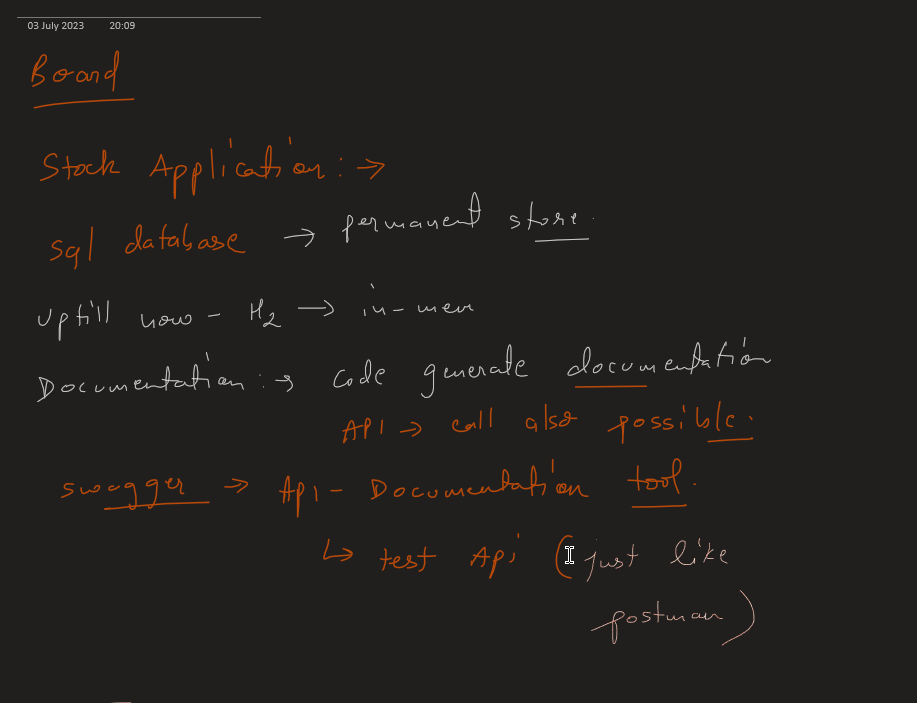 03 July 2023 20:09
Board
Stock Application: →
sql database → permanent store.
Uptill now - H2 → in-mem
Documentation: → code generate documentation
API → call also possible.
swagger → Api - Documentation tool.
↳ test Api (just like
postman)